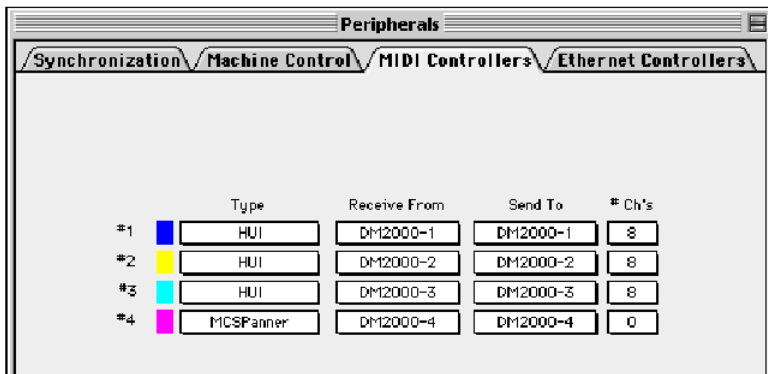 Peripherals
Synchronization Machine Control MIDI Controllers Ethernet Controllers
Type Receive From Send To # Ch's
#1 HUI DM2000-1 DM2000-1 8
#2 HUI DM2000-2 DM2000-2 8
#3 HUI DM2000-3 DM2000-3 8
#4 MCSPanner DM2000-4 DM2000-4 0